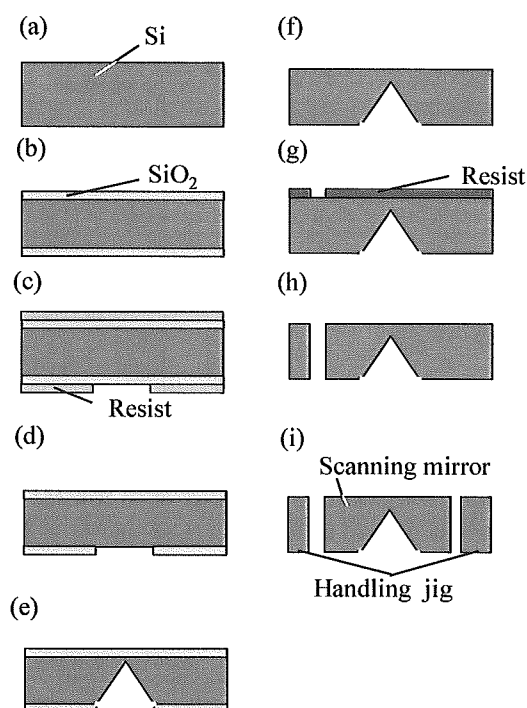 (a)
Si
(b)
SiO2
(c)
Resist
(d)
(e)
(f)
(g)
Resist
(h)
(i)
Scanning mirror
Handling jig